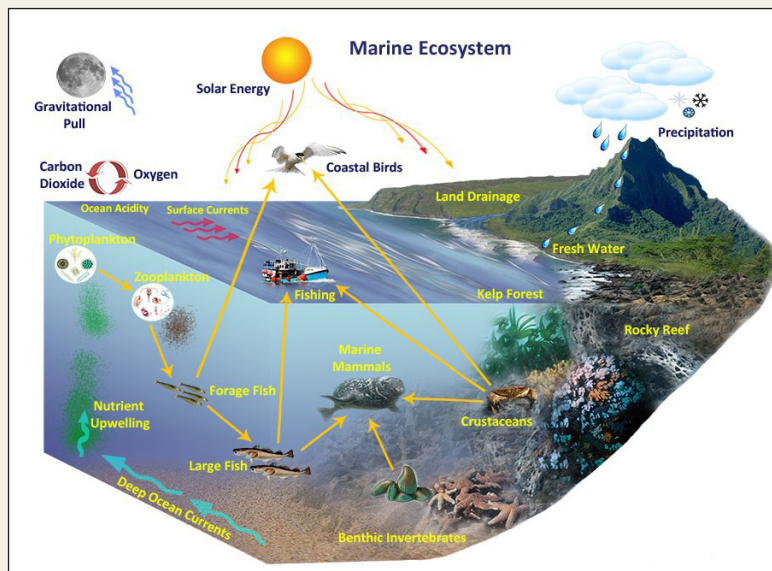 Marine Ecosystem
Solar Energy
Gravitational
Pull
Precipitation
Carbon
Dioxide
Oxygen
Coastal Birds
Land Drainage
Ocean Acidity
Surface Currents
Phytoplankton
Zooplankton
Fresh Water
Fishing
Kelp Forest
Rocky Reef
Marine
Mammals
Forage Fish
Crustaceans
Nutrient
Upwelling
Large Fish
Deep Ocean Currents
Benthic Invertebrates